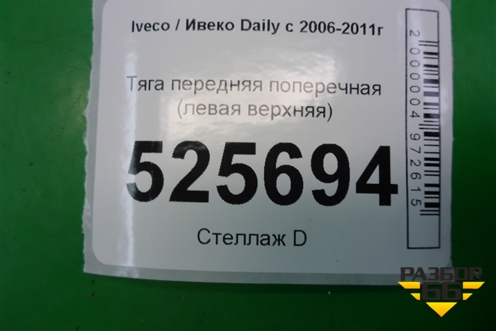 Iveco / Ивеко Daily с 2006-2011г
Тяга передняя поперечная
(левая верхняя)
525694
Стеллаж D
2000004972615
РАЗБОР
66